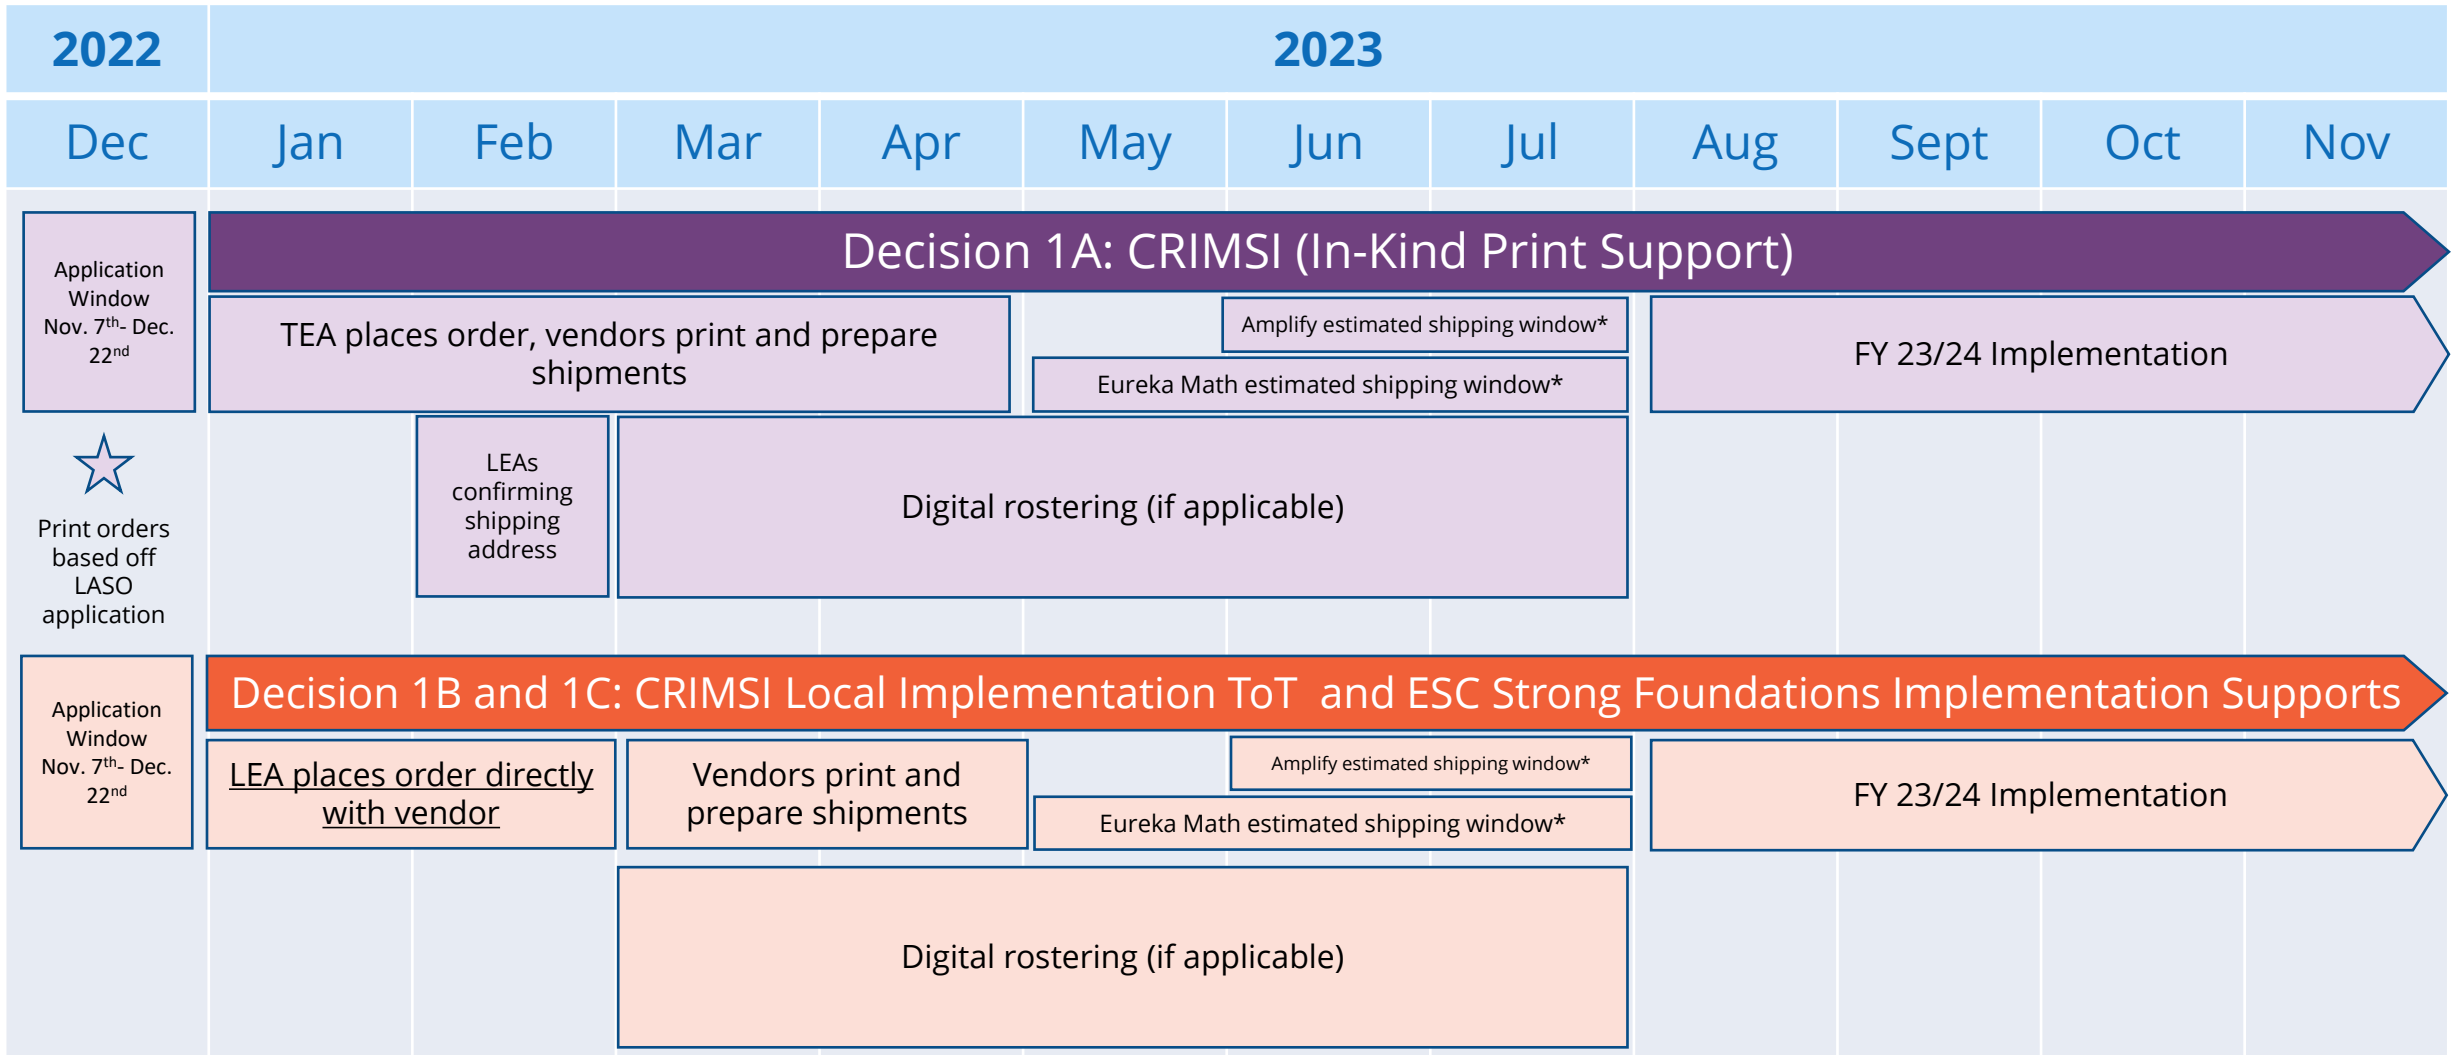 2022
2023
Dec
Jan
Feb
Mar
Apr
May
Jun
Jul
Aug
Sept
Oct
Nov
Application
Window
Nov. 7th- Dec.
22nd
Decision 1A: CRIMSI (In-Kind Print Support)
TEA places order, vendors print and prepare
shipments
Amplify estimated shipping window*
Eureka Math estimated shipping window*
FY 23/24 Implementation
LEAs
confirming
shipping
address
Digital rostering (if applicable)
Print orders
based off
LASO
application
Application
Window
Nov. 7th- Dec.
22nd
Decision 1B and 1C: CRIMSI Local Implementation ToT  and ESC Strong Foundations Implementation Supports
LEA places order directly
with vendor
Vendors print and
prepare shipments
Amplify estimated shipping window*
Eureka Math estimated shipping window*
FY 23/24 Implementation
Digital rostering (if applicable)